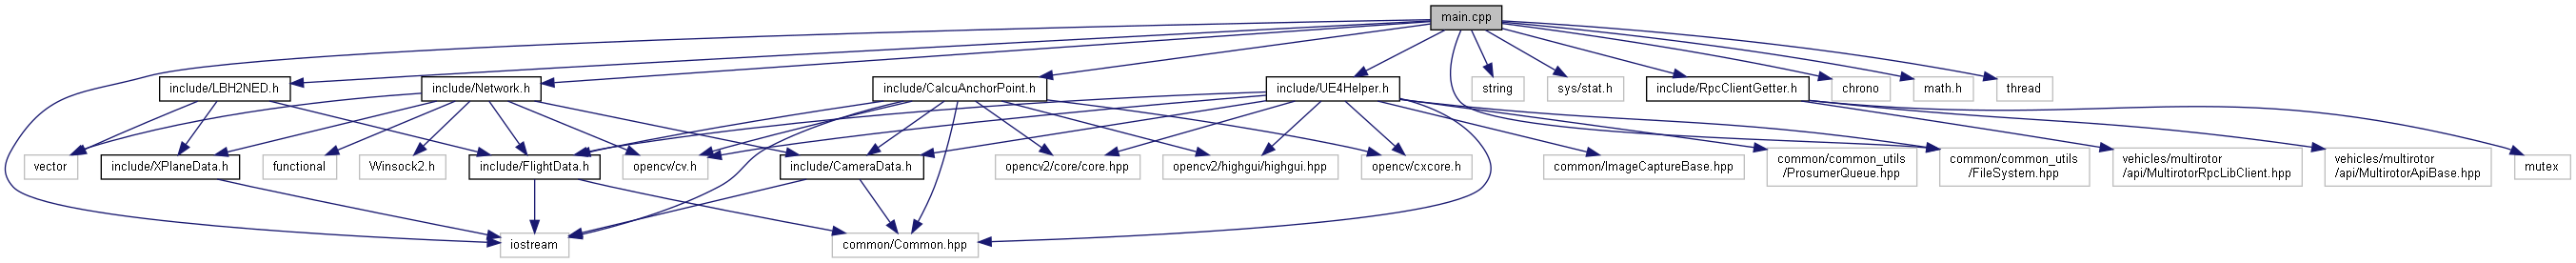 main.cpp
include/LBH2NED.h
include/Network.h
include/CalcuAnchorPoint.h
include/UE4Helper.h
string
sys/stat.h
include/RpcClientGetter.h
chrono
math.h
thread
vector
include/XPlaneData.h
functional
Winsock2.h
include/FlightData.h
opencv/cv.h
include/CameraData.h
opencv2/core/core.hpp
opencv2/highgui/highgui.hpp
opencv/cxcore.h
common/ImageCaptureBase.hpp
common/common_utils
/ProsumerQueue.hpp
common/common_utils
/FileSystem.hpp
vehicles/multirotor
/api/MultirotorRpcLibClient.hpp
vehicles/multirotor
/api/MultirotorApiBase.hpp
mutex
iostream
common/Common.hpp